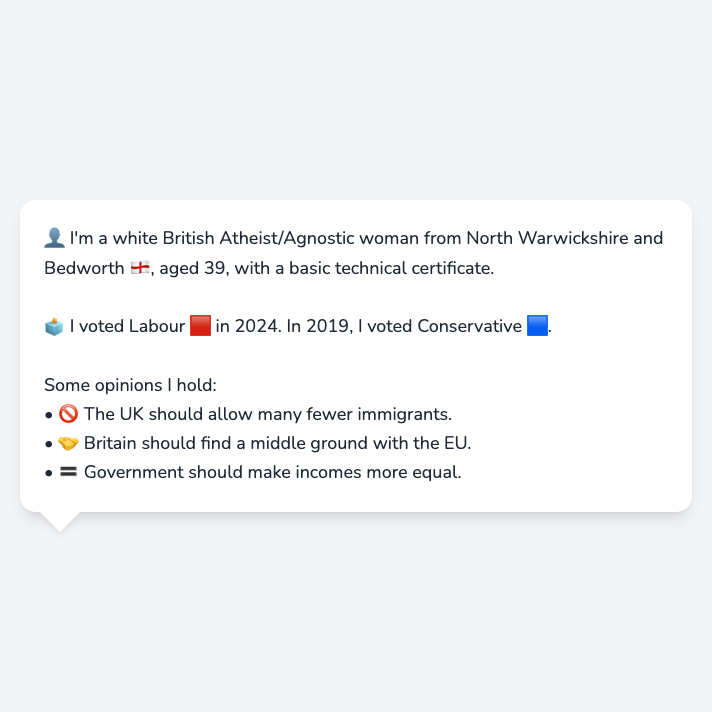 👤 I'm a white British Atheist/Agnostic woman from North Warwickshire and
Bedworth 🏴󠁧󠁢󠁥󠁮󠁧󠁿, aged 39, with a basic technical certificate.
🗳️ I voted Labour 🟥 in 2024. In 2019, I voted Conservative 🟦.
Some opinions I hold:
• 🚫 The UK should allow many fewer immigrants.
• 🤝 Britain should find a middle ground with the EU.
• 🟰 Government should make incomes more equal.